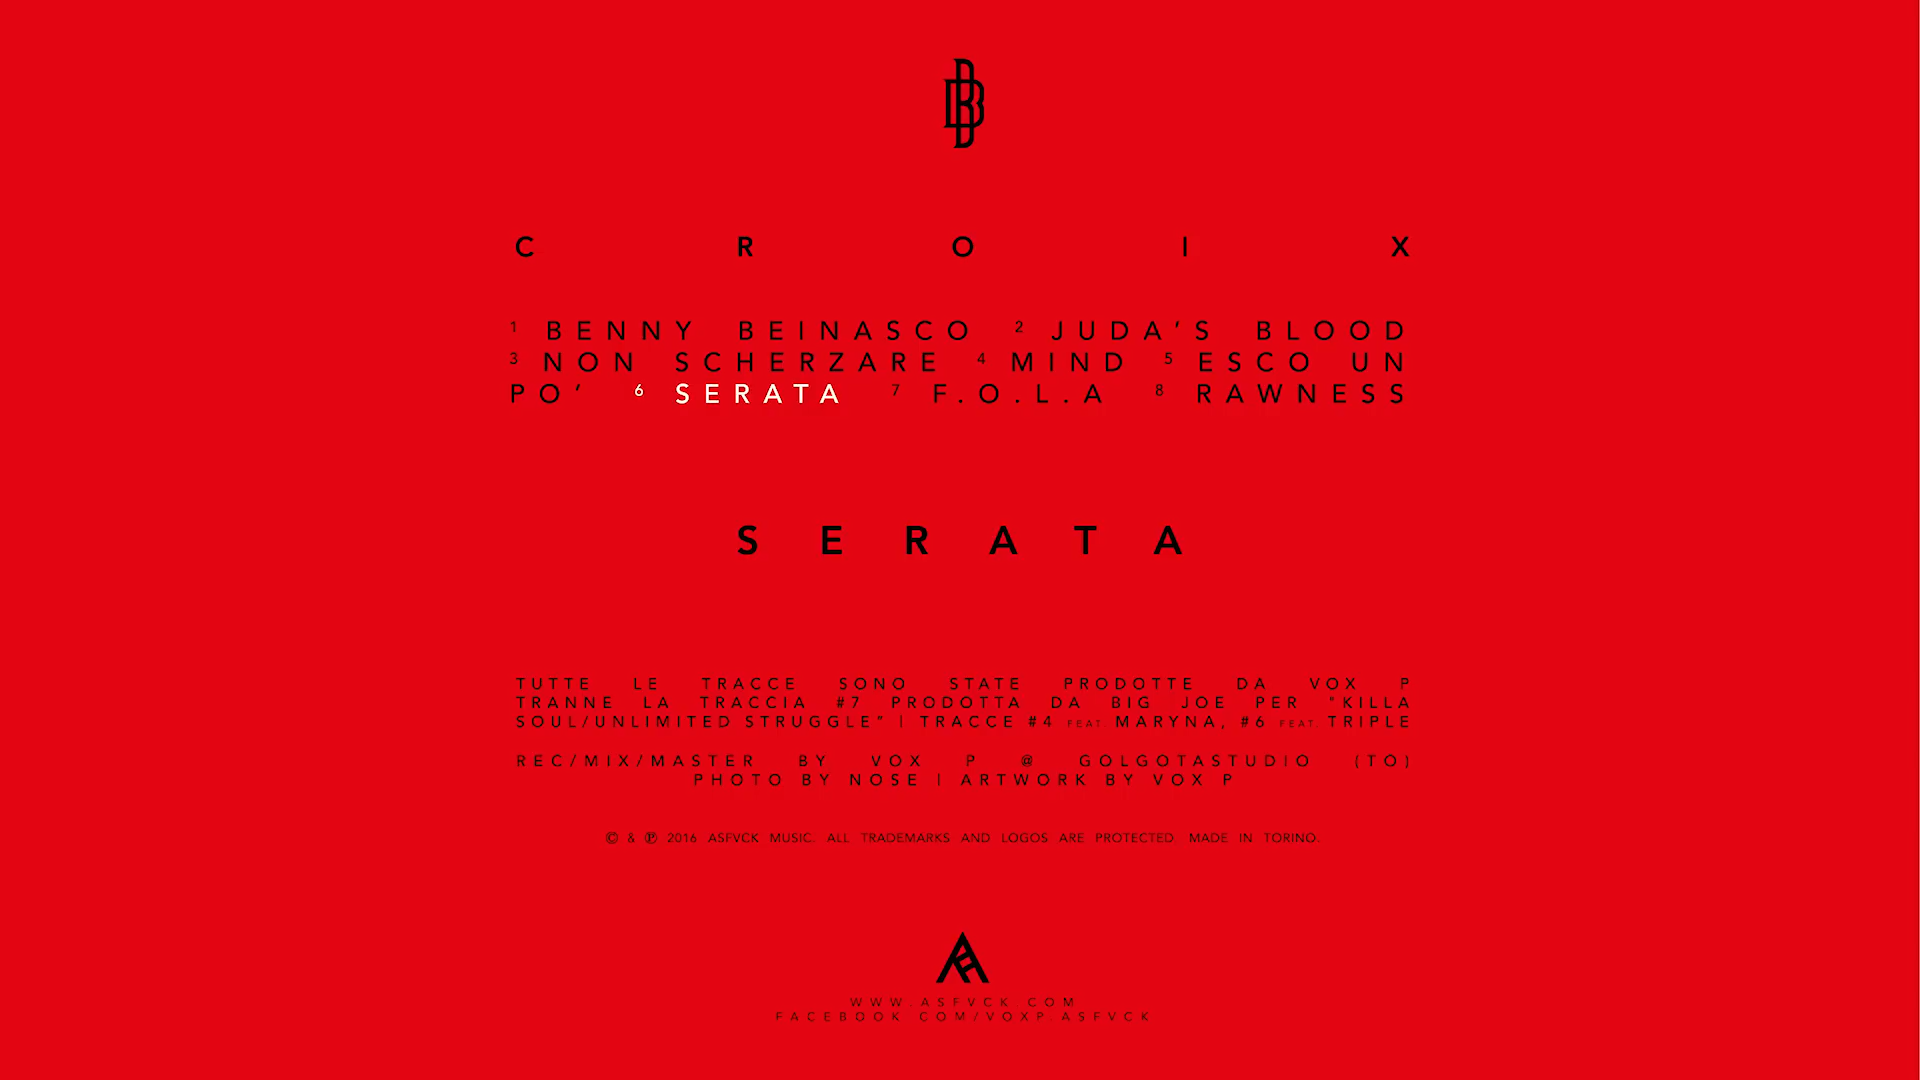 CROIX
1 BENNY BEINASCO 2 JUDA'S BLOOD
3 NON SCHERZARE 4 MIND 5 ESCO UN
PO' 6 SERATA 7 F.O.L.A 8 RAWNESS
SERATA
TUTTE LE TRACCE SONO STATE PRODOTTE DA VOX P
TRANNE LA TRACCIA #7 PRODOTTA DA BIG JOE PER "KILLA
SOUL/UNLIMITED STRUGGLE" | TRACCE #4 FEAT. MARYNA, #6 FEAT. TRIPLE
REC/MIX/MASTER BY VOX P @ GOLGOTASTUDIO (TO)
PHOTO BY NOSE | ARTWORK BY VOX P
© & ℗ 2016 ASFVCK MUSIC. ALL TRADEMARKS AND LOGOS ARE PROTECTED. MADE IN TORINO.
WWW.ASFVCK.COM
FACEBOOK.COM/VOXP.ASFVCK